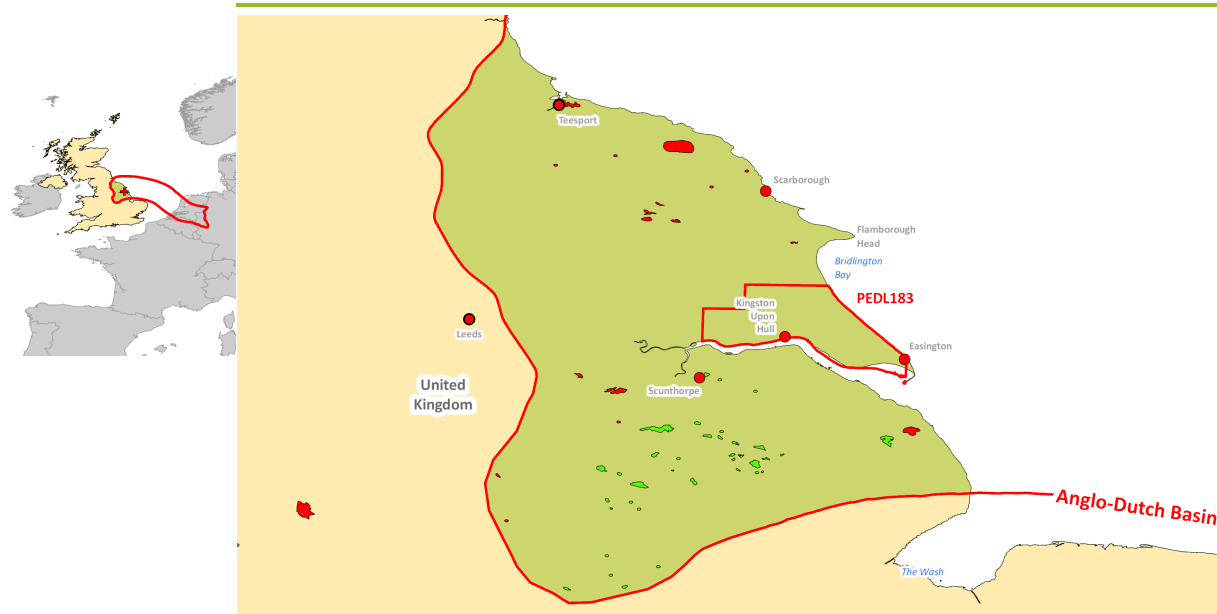 Teesport
Scarborough
Flamborough
Head
Bridlington
Bay
PEDL183
Kingston
Upon
Hull
Leeds
Easington
United
Kingdom
Scunthorpe
Anglo-Dutch Basin
The Wash